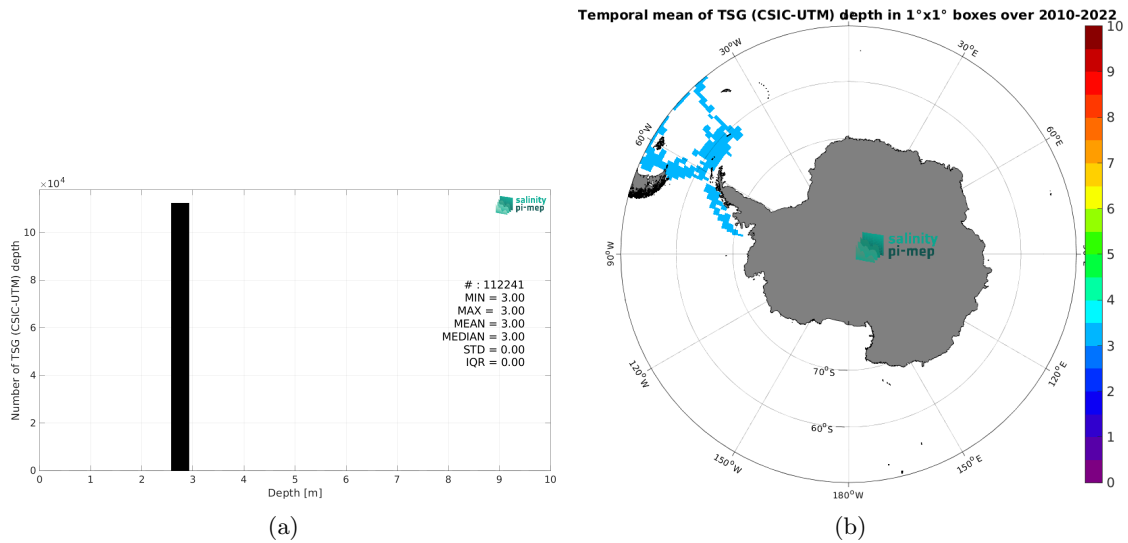 Temporal mean of TSG (CSIC-UTM) depth in 1°x1° boxes over 2010-2022
×10⁴
Number of TSG (CSIC-UTM) depth
10
8
6
4
2
0
0 1 2 3 4 5 6 7 8 9 10
Depth [m]
salinity
pi-mep
# : 112241
MIN = 3.00
MAX = 3.00
MEAN = 3.00
MEDIAN = 3.00
STD = 0.00
IQR = 0.00
(a)
30°W
30°E
60°W
60°E
90°W
120°W
120°E
150°W
150°E
180°W
70°S
60°S
salinity
pi-mep
10
9
8
7
6
5
4
3
2
1
0
(b)